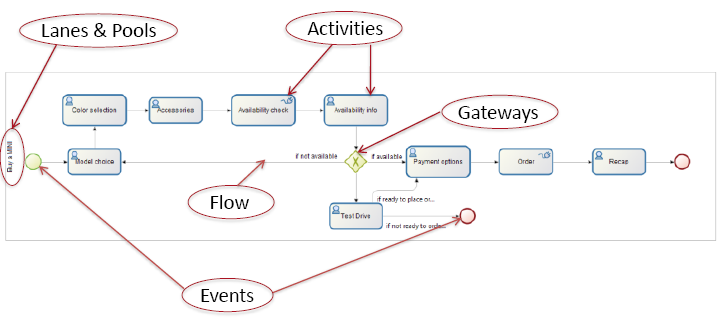 Lanes & Pools
Activities
Color selection
Accessories
Availability check
Availability info
Gateways
Buy a MINI
Model choice
if not available
if available
Payment options
Order
Recap
Flow
if ready to place or...
Test Drive
if not ready to order...
Events